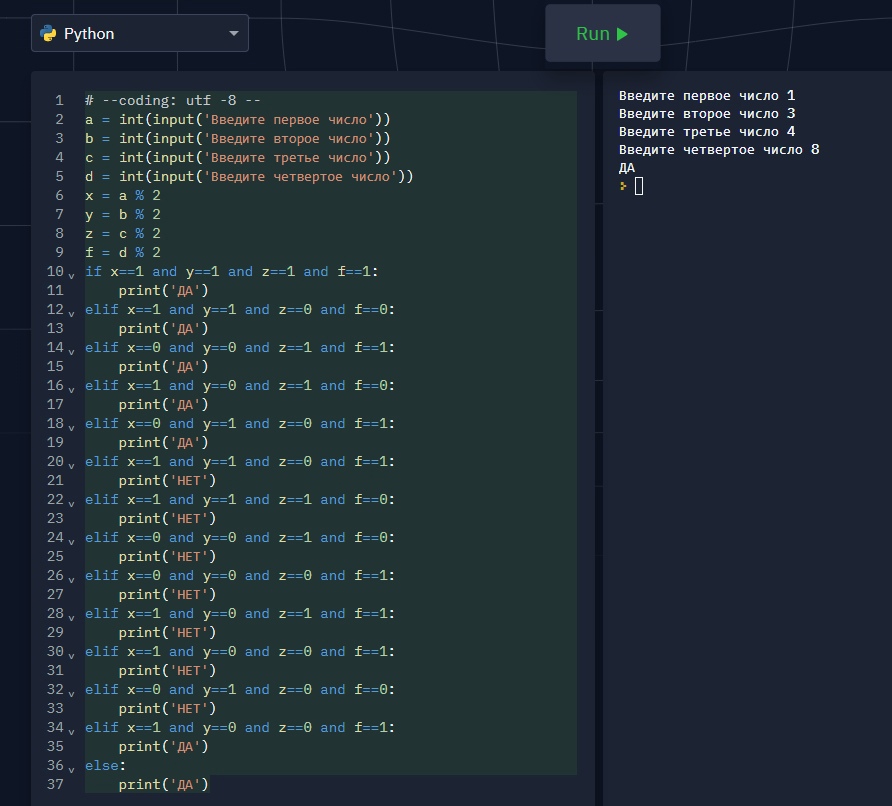 Python
Run
1 # --coding: utf -8 --
2 a = int(input('Введите первое число'))
3 b = int(input('Введите второе число'))
4 c = int(input('Введите третье число'))
5 d = int(input('Введите четвертое число'))
6 x = a % 2
7 y = b % 2
8 z = c % 2
9 f = d % 2
10 if x==1 and y==1 and z==1 and f==1:
11     print('ДА')
12 elif x==1 and y==1 and z==0 and f==0:
13     print('ДА')
14 elif x==0 and y==0 and z==1 and f==1:
15     print('ДА')
16 elif x==1 and y==0 and z==1 and f==0:
17     print('ДА')
18 elif x==0 and y==1 and z==0 and f==1:
19     print('ДА')
20 elif x==1 and y==1 and z==0 and f==1:
21     print('НЕТ')
22 elif x==1 and y==1 and z==1 and f==0:
23     print('НЕТ')
24 elif x==0 and y==0 and z==1 and f==0:
25     print('НЕТ')
26 elif x==0 and y==0 and z==0 and f==1:
27     print('НЕТ')
28 elif x==1 and y==0 and z==1 and f==1:
29     print('НЕТ')
30 elif x==1 and y==0 and z==0 and f==1:
31     print('НЕТ')
32 elif x==0 and y==1 and z==0 and f==0:
33     print('НЕТ')
34 elif x==1 and y==0 and z==0 and f==1:
35     print('ДА')
36 else:
37     print('ДА')
Введите первое число 1
Введите второе число 3
Введите третье число 4
Введите четвертое число 8
ДА